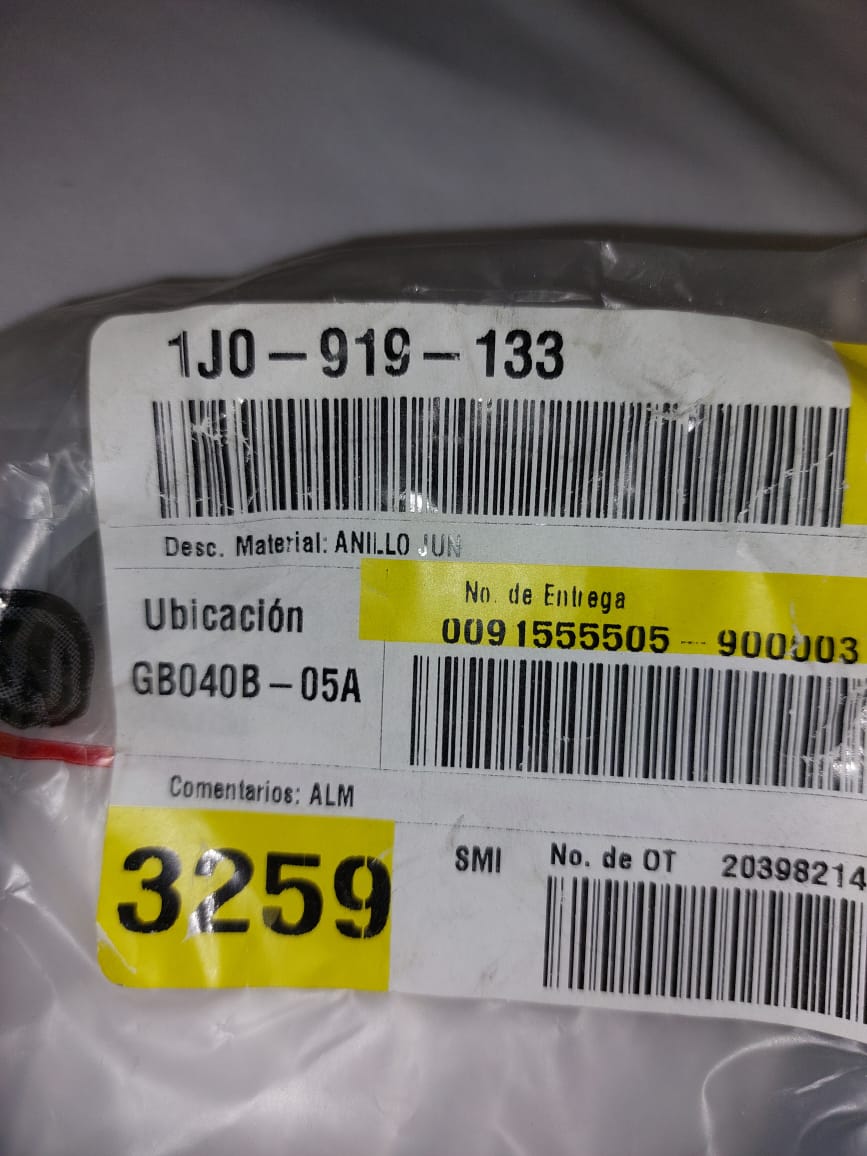 1J0-919-133
Desc. Material: ANILLO JUN
No. de Entrega
Ubicación
0091555505 - 900003
GB040B-05A
Comentarios: ALM
3259
SMI No. de OT 20398214